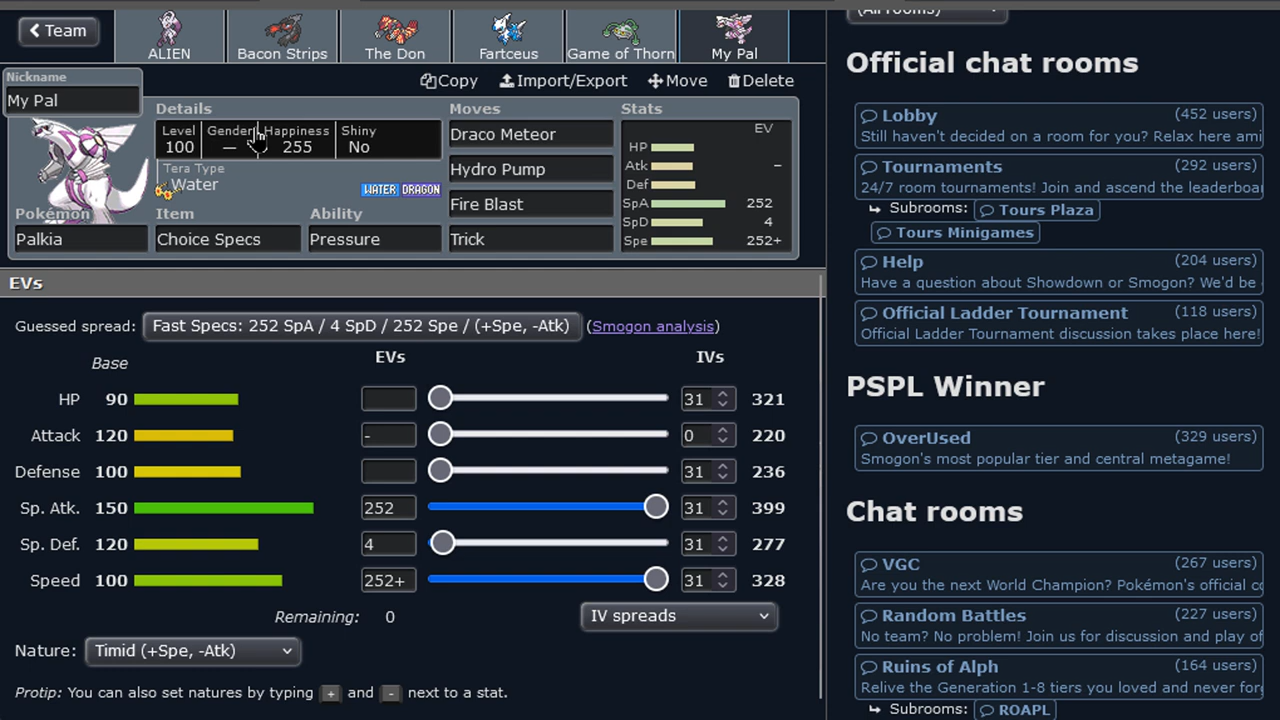 Team
ALIEN
Bacon Strips
The Don
Fartceus
Game of Thorn
My Pal
Copy
Import/Export
Move
Delete
Nickname
My Pal
Details
Level
100
Gender
—
Happiness
255
Shiny
No
Tera Type
Water
WATER DRAGON
Pokémon
Palkia
Item
Choice Specs
Ability
Pressure
Moves
Draco Meteor
Hydro Pump
Fire Blast
Trick
Stats
EV
HP
Atk –
Def
SpA 252
SpD 4
Spe 252+
EVs
Guessed spread: Fast Specs: 252 SpA / 4 SpD / 252 Spe / (+Spe, -Atk) (Smogon analysis)
Base EVs IVs
HP 90 31 321
Attack 120 - 0 220
Defense 100 31 236
Sp. Atk. 150 252 31 399
Sp. Def. 120 4 31 277
Speed 100 252+ 31 328
Remaining: 0 IV spreads
Nature: Timid (+Spe, -Atk)
Protip: You can also set natures by typing + and - next to a stat.
(All rooms)
Official chat rooms
Lobby (452 users)
Still haven't decided on a room for you? Relax here ami
Tournaments (292 users)
24/7 room tournaments! Join and ascend the leaderboa
Subrooms: Tours Plaza
Tours Minigames
Help (204 users)
Have a question about Showdown or Smogon? We'd be
Official Ladder Tournament (118 users)
Official Ladder Tournament discussion takes place here!
PSPL Winner
OverUsed (329 users)
Smogon's most popular tier and central metagame!
Chat rooms
VGC (267 users)
Are you the next World Champion? Pokémon's official co
Random Battles (227 users)
No team? No problem! Join us for discussion and play of
Ruins of Alph (164 users)
Relive the Generation 1-8 tiers you loved and never forg
Subrooms: ROAPL